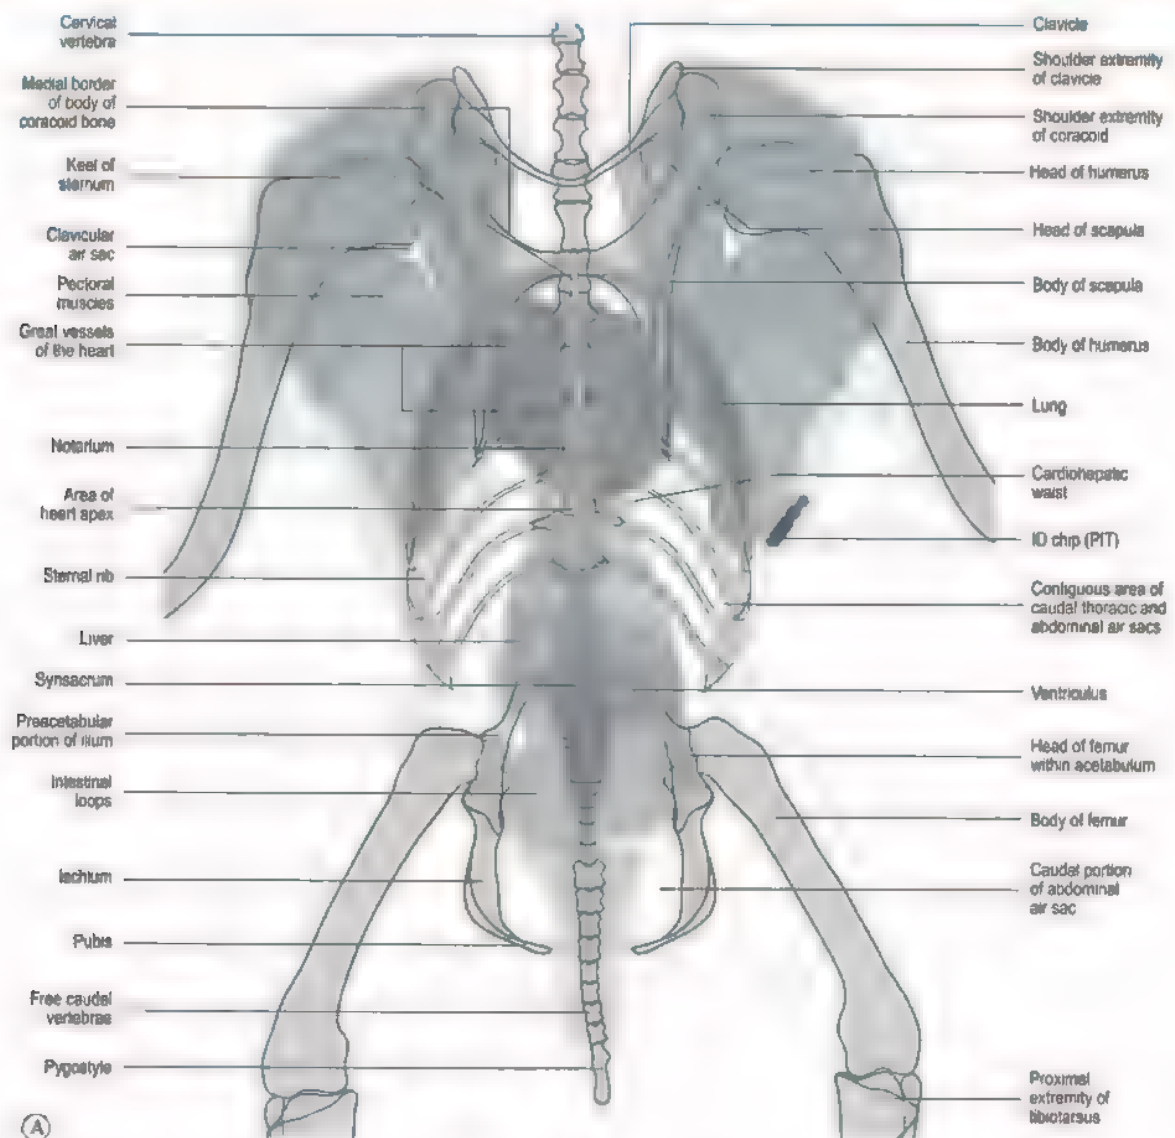 Cervical
vertebra
Medial border
of body of
coracoid bone
Keel of
sternum
Clavicular
air sac
Pectoral
muscles
Great vessels
of the heart
Notarium
Area of
heart apex
Sternal rib
Liver
Synsacrum
Preacetabular
portion of ilium
Intestinal
loops
Ischium
Pubis
Free caudal
vertebrae
Pygostyle
A
Clavicle
Shoulder extremity
of clavicle
Shoulder extremity
of coracoid
Head of humerus
Head of scapula
Body of scapula
Body of humerus
Lung
Cardiohepatic
waist
ID chip (PIT)
Contiguous area of
caudal thoracic and
abdominal air sacs
Ventriculus
Head of femur
within acetabulum
Body of femur
Caudal portion
of abdominal
air sac
Proximal
extremity of
tibiotarsus